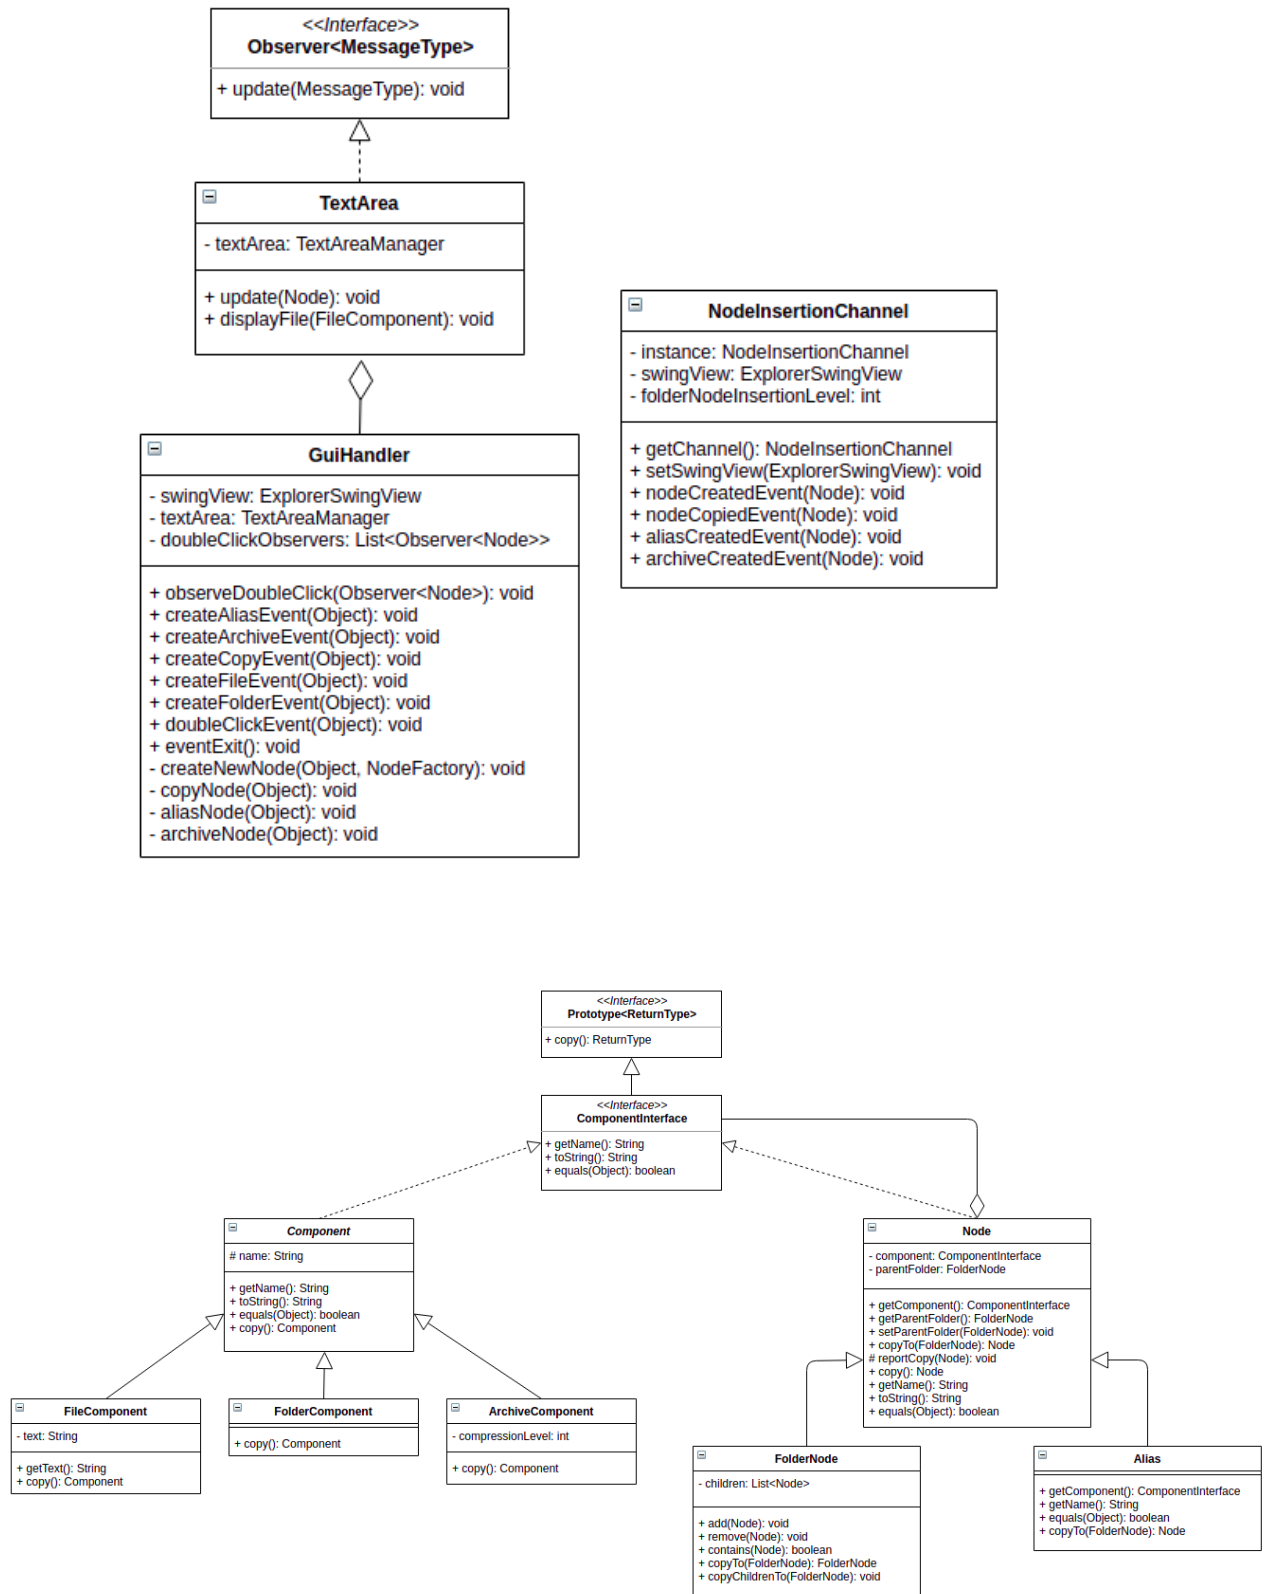 <<Interface>>
Observer<MessageType>
+ update(MessageType): void
TextArea
- textArea: TextAreaManager
+ update(Node): void
+ displayFile(FileComponent): void
GuiHandler
- swingView: ExplorerSwingView
- textArea: TextAreaManager
- doubleClickObservers: List<Observer<Node>>
+ observeDoubleClick(Observer<Node>): void
+ createAliasEvent(Object): void
+ createArchiveEvent(Object): void
+ createCopyEvent(Object): void
+ createFileEvent(Object): void
+ createFolderEvent(Object): void
+ doubleClickEvent(Object): void
+ eventExit(): void
- createNewNode(Object, NodeFactory): void
- copyNode(Object): void
- aliasNode(Object): void
- archiveNode(Object): void
NodeInsertionChannel
- instance: NodeInsertionChannel
- swingView: ExplorerSwingView
- folderNodeInsertionLevel: int
+ getChannel(): NodeInsertionChannel
+ setSwingView(ExplorerSwingView): void
+ nodeCreatedEvent(Node): void
+ nodeCopiedEvent(Node): void
+ aliasCreatedEvent(Node): void
+ archiveCreatedEvent(Node): void
<<Interface>>
Prototype<ReturnType>
+ copy(): ReturnType
<<Interface>>
ComponentInterface
+ getName(): String
+ toString(): String
+ equals(Object): boolean
Component
# name: String
+ getName(): String
+ toString(): String
+ equals(Object): boolean
+ copy(): Component
Node
- component: ComponentInterface
- parentFolder: FolderNode
+ getComponent(): ComponentInterface
+ getParentFolder(): FolderNode
+ setParentFolder(FolderNode): void
+ copyTo(FolderNode): Node
# reportCopy(Node): void
+ copy(): Node
+ getName(): String
+ toString(): String
+ equals(Object): boolean
FileComponent
- text: String
+ getText(): String
+ copy(): Component
FolderComponent
+ copy(): Component
ArchiveComponent
- compressionLevel: int
+ copy(): Component
FolderNode
- children: List<Node>
+ add(Node): void
+ remove(Node): void
+ contains(Node): boolean
+ copyTo(FolderNode): FolderNode
+ copyChildrenTo(FolderNode): void
Alias
+ getComponent(): ComponentInterface
+ getName(): String
+ equals(Object): boolean
+ copyTo(FolderNode): Node